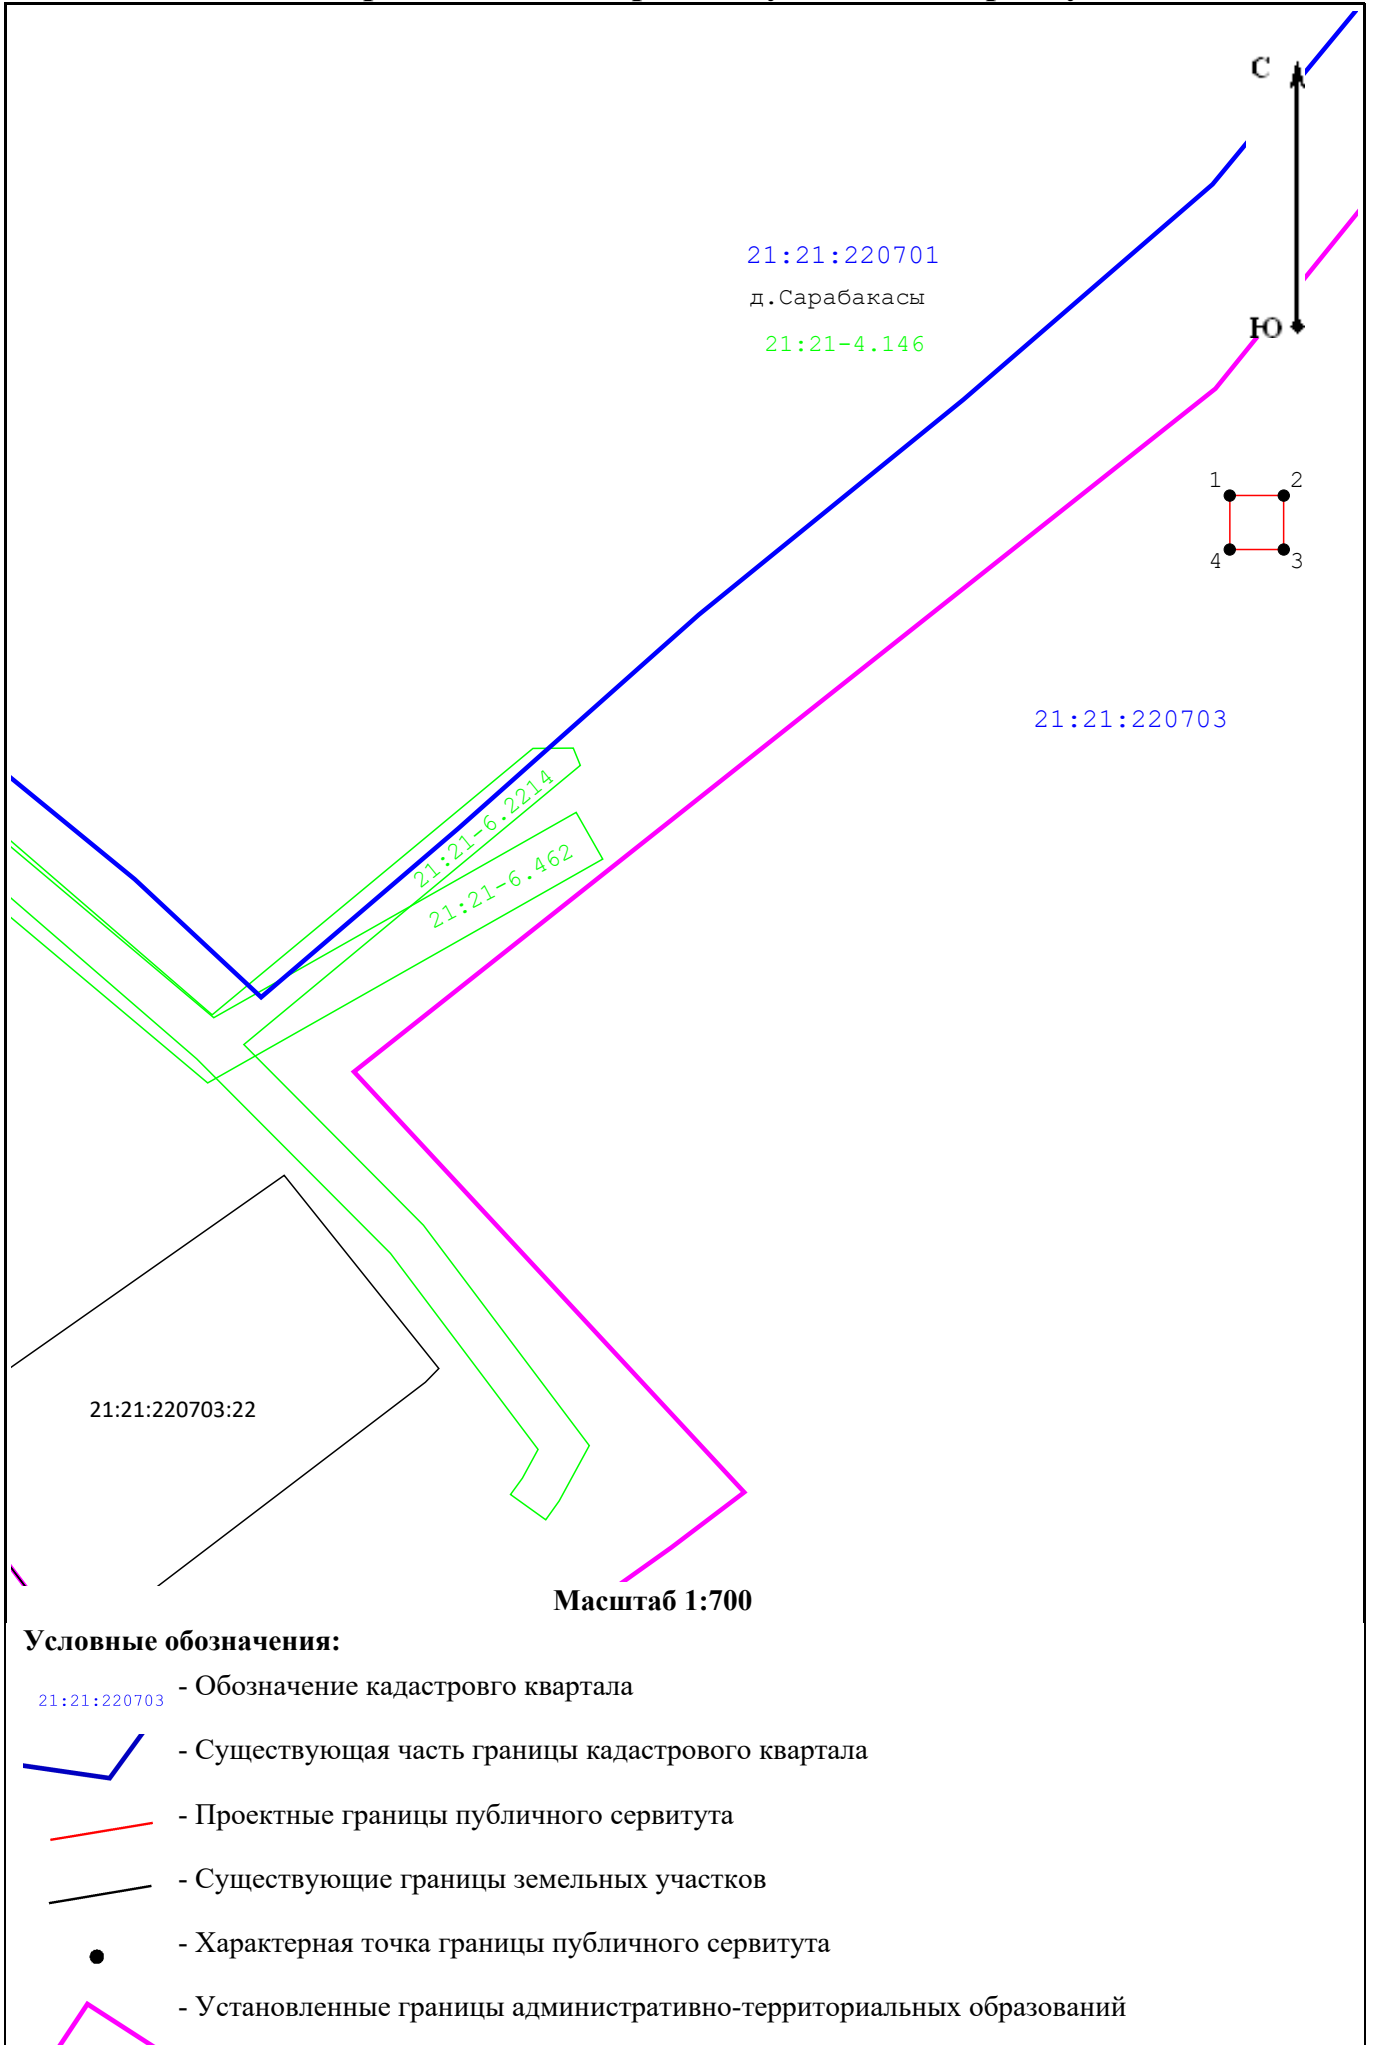 С
21:21:220701
д.Сарабакасы
Ю
21:21-4.146
1 2
4 3
21:21:220703
21:21-6.2214
21:21-6.462
21:21:220703:22
Масштаб 1:700
Условные обозначения:
21:21:220703 - Обозначение кадастровго квартала
- Существующая часть границы кадастрового квартала
- Проектные границы публичного сервитута
- Существующие границы земельных участков
- Характерная точка границы публичного сервитута
- Установленные границы административно-территориальных образований